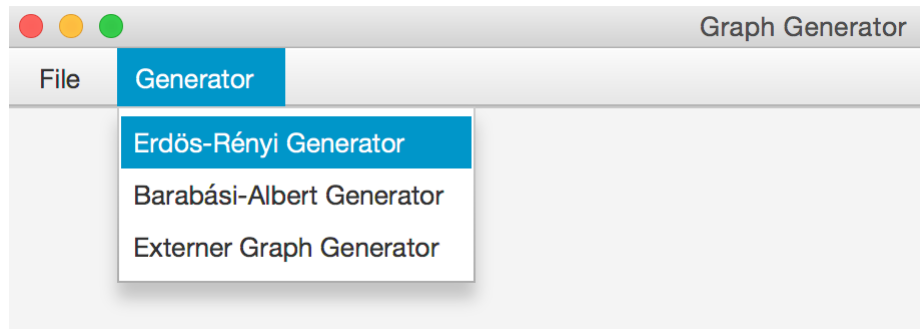 Graph Generator
File Generator
Erdös-Rényi Generator
Barabási-Albert Generator
Externer Graph Generator